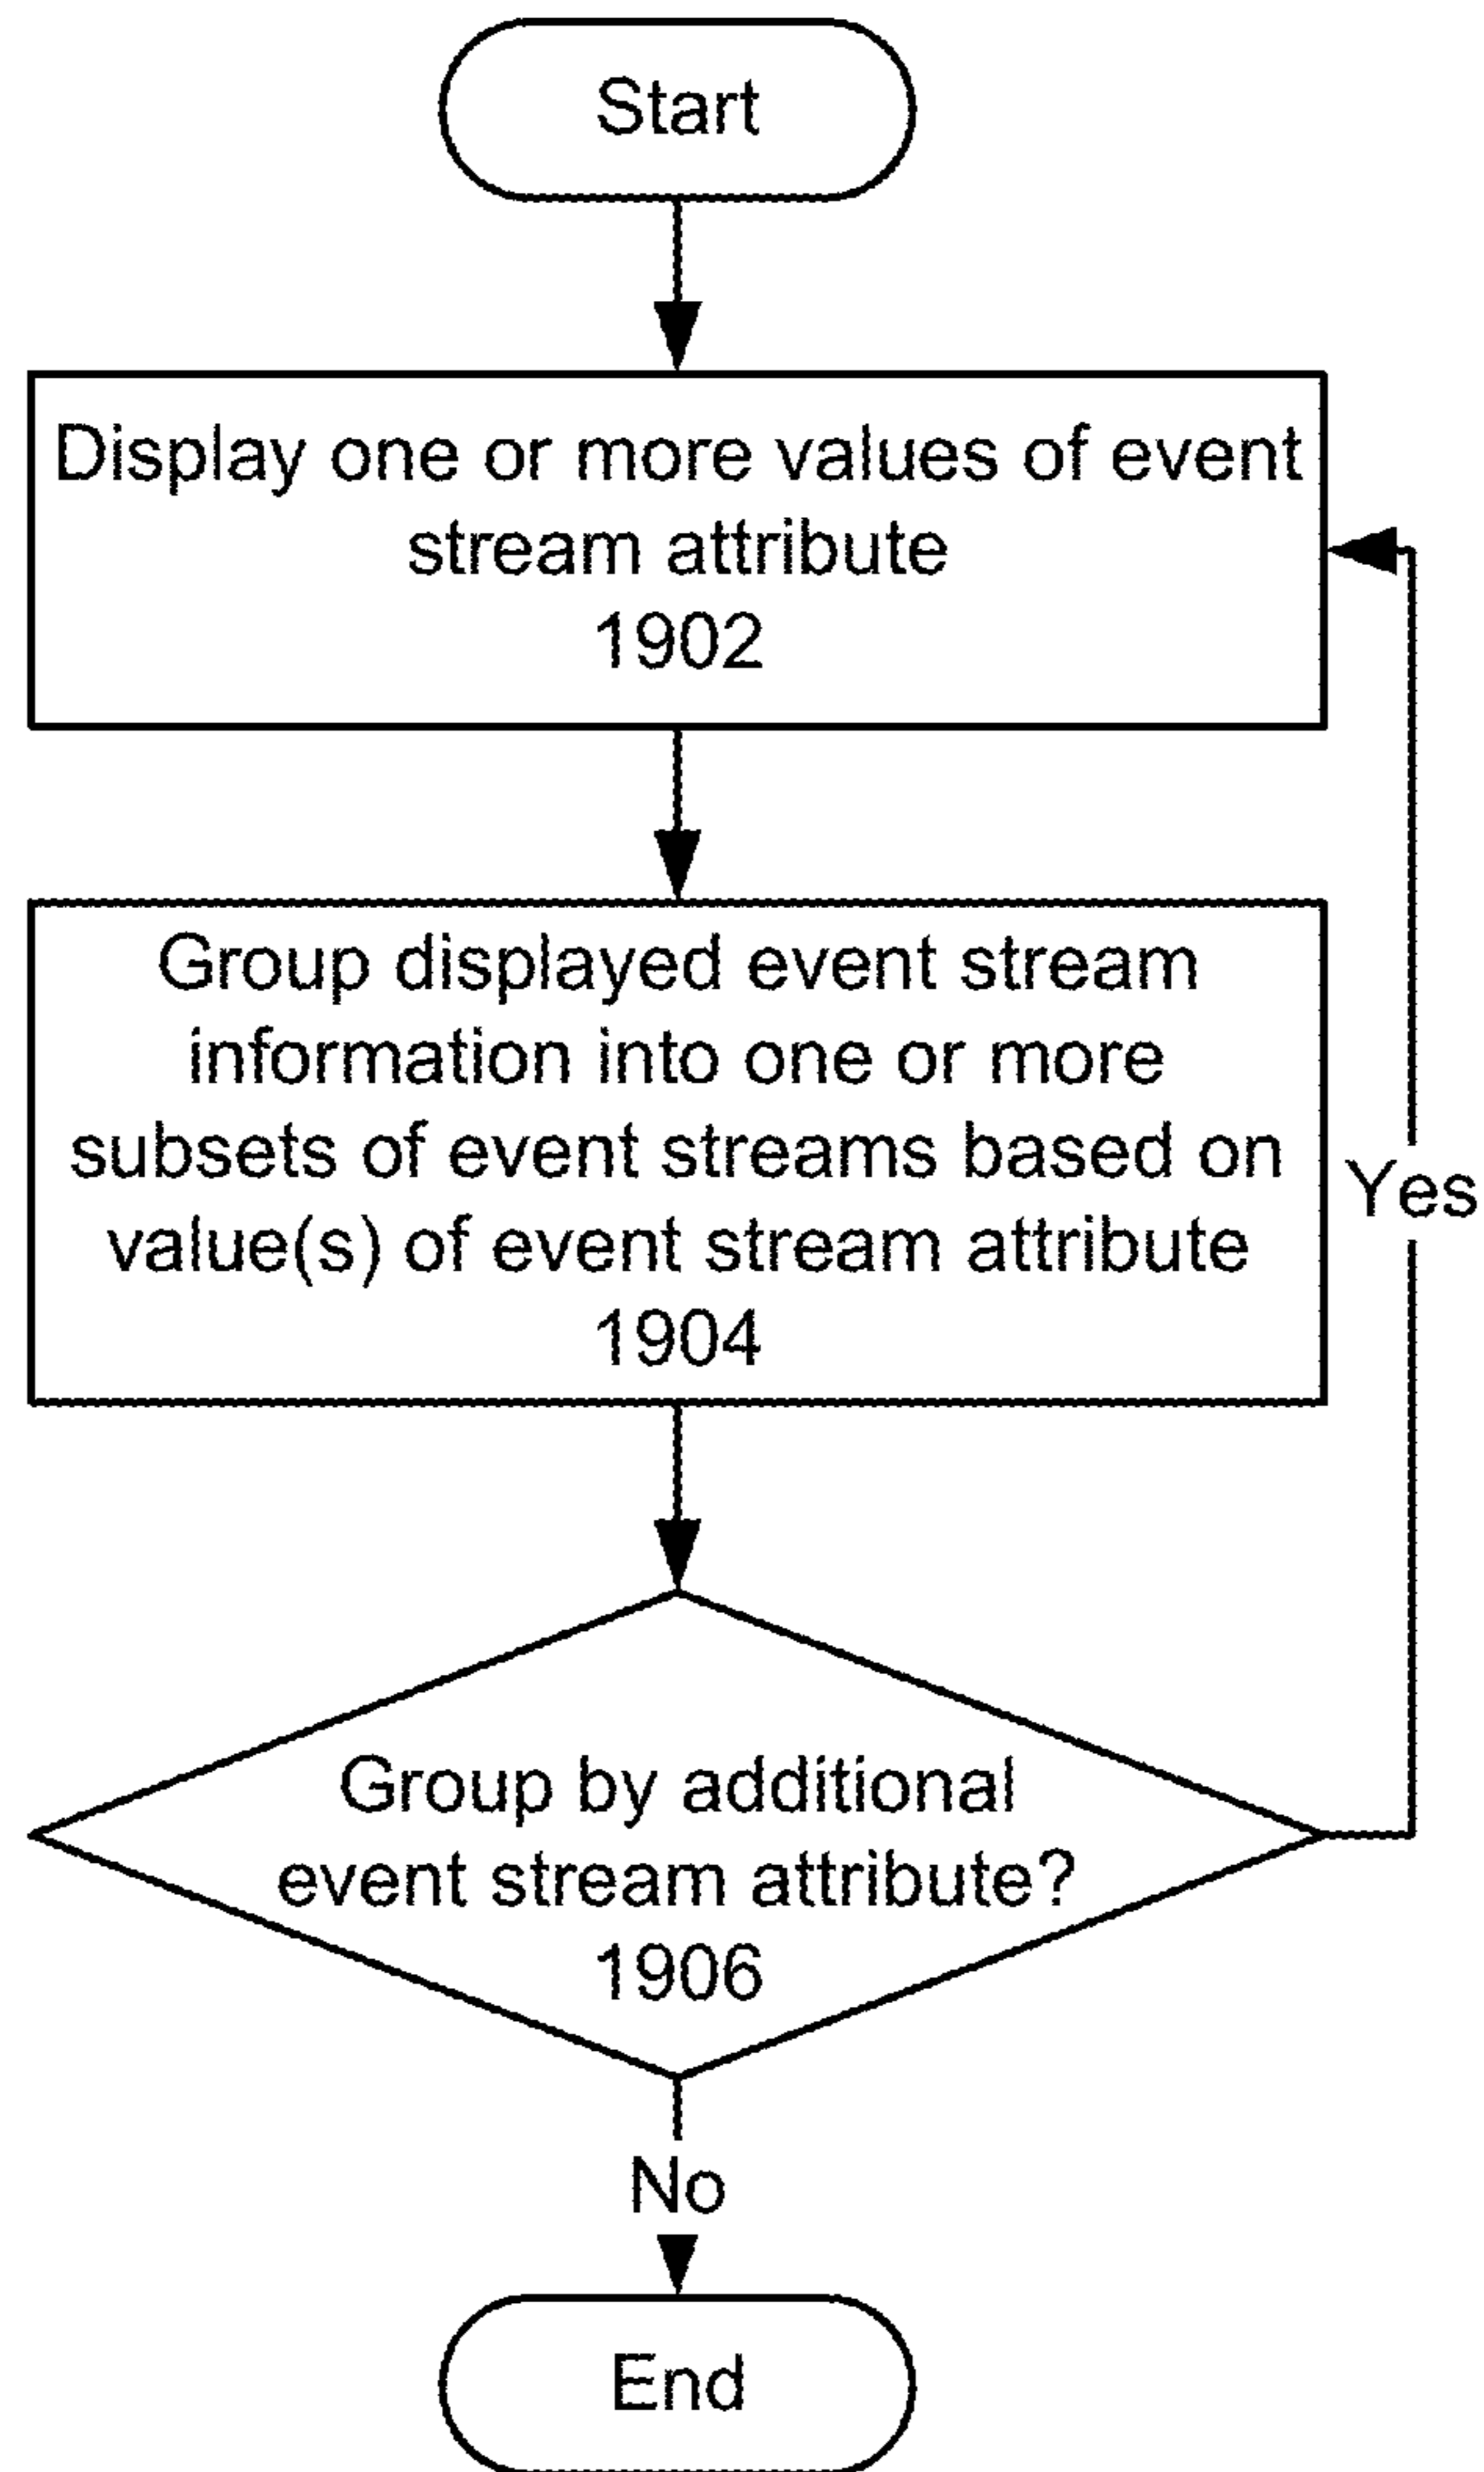 Start
Display one or more values of event
stream attribute
1902
Group displayed event stream
information into one or more
subsets of event streams based on
value(s) of event stream attribute
1904
Yes
Group by additional
event stream attribute?
1906
No
End